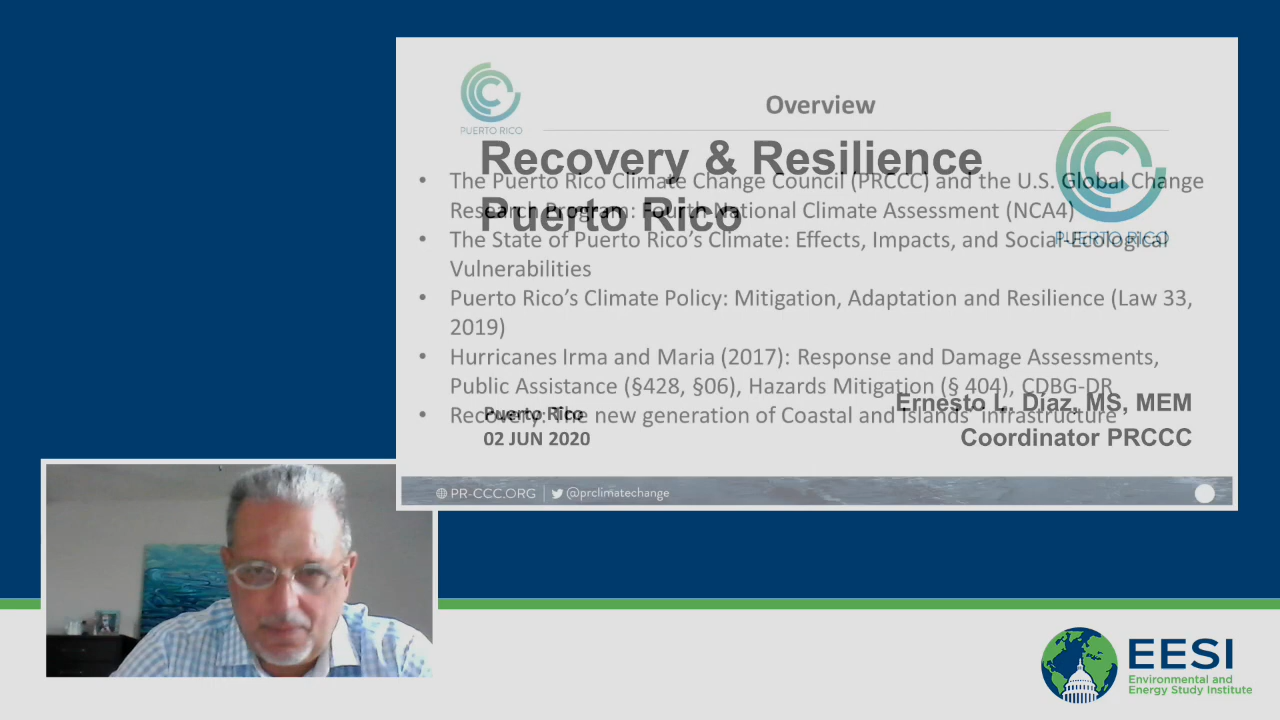 PUERTO RICO
Overview
Recovery & Resilience
Puerto Rico
PUERTO RICO
• The Puerto Rico Climate Change Council (PRCCC) and the U.S. Global Change
Research Program: Fourth National Climate Assessment (NCA4)
• The State of Puerto Rico's Climate: Effects, Impacts, and Social-Ecological
Vulnerabilities
• Puerto Rico's Climate Policy: Mitigation, Adaptation and Resilience (Law 33,
2019)
• Hurricanes Irma and Maria (2017): Response and Damage Assessments,
Public Assistance (§428, §06), Hazards Mitigation (§ 404), CDBG-DR
• Recovery: The new generation of Coastal and Islands' infrastructure
Puerto Rico
02 JUN 2020
Ernesto L. Díaz, MS, MEM
Coordinator PRCCC
PR-CCC.ORG | @prclimatechange
EESI
Environmental and
Energy Study Institute